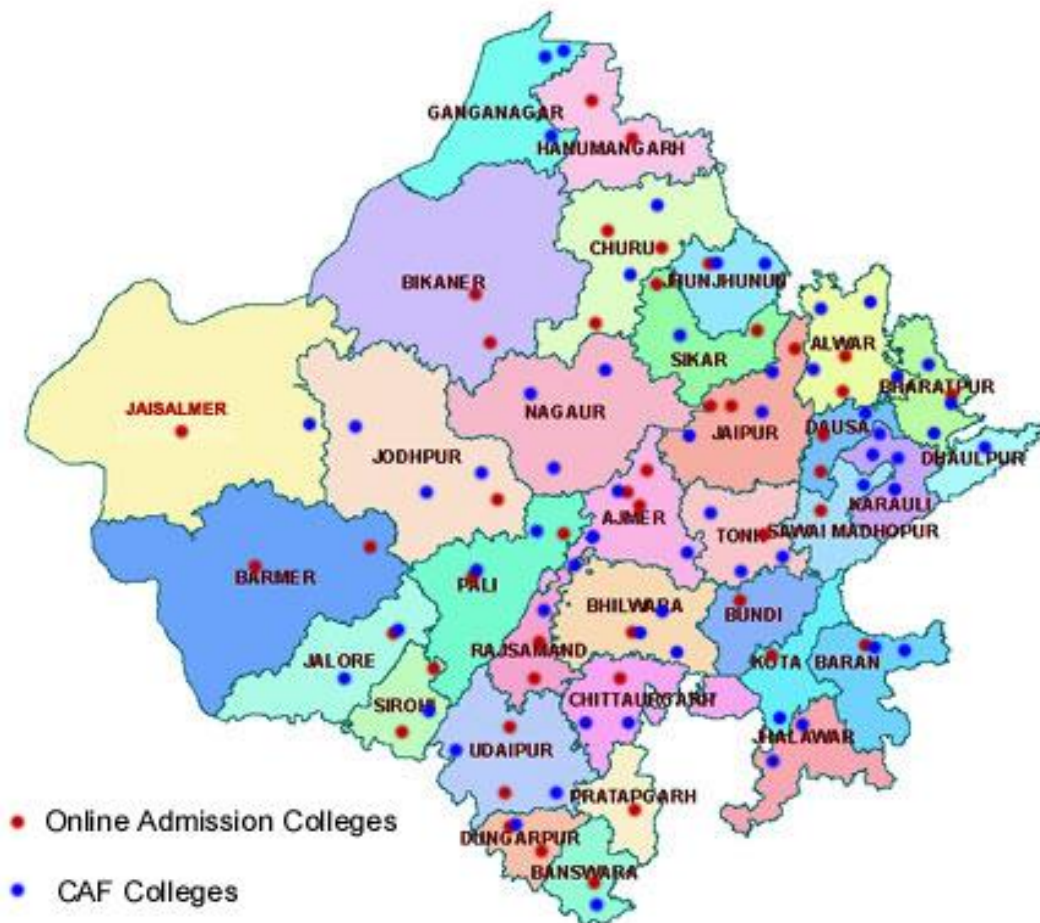 GANGANAGAR
HANUMANGARH
CHURU
JHUNJHUNUN
BIKANER
SIKAR
ALWAR
BHARATPUR
JAISALMER
NAGAUR
JAIPUR
DAUSA
DHAULPUR
JODHPUR
KARAULI
AJMER
TONK
SAWAI MADHOPUR
BARMER
PALI
BHILWARA
BUNDI
RAJSAMAND
KOTA
BARAN
JALORE
SIROHI
CHITTAURGARH
JHALAWAR
UDAIPUR
PRATAPGARH
Online Admission Colleges
DUNGARPUR
BANSWARA
CAF Colleges